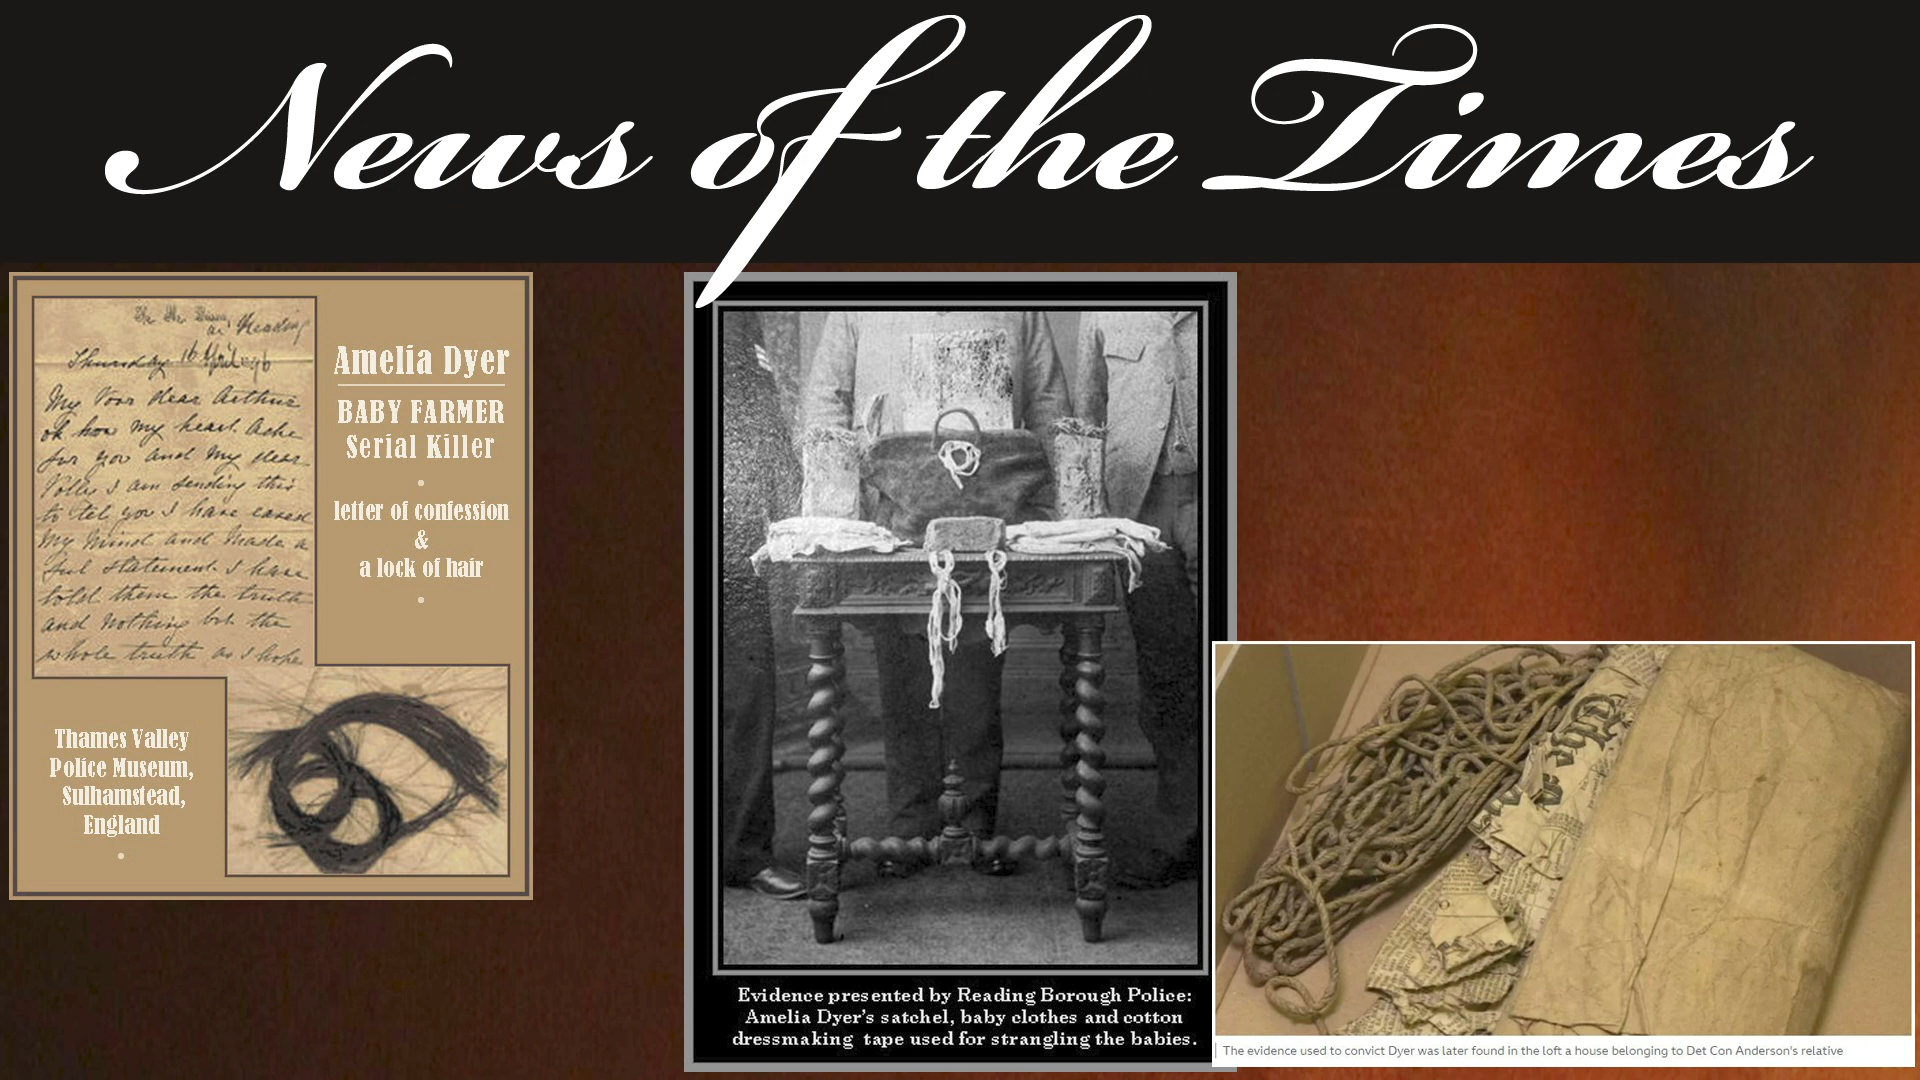 News of the Times
Reading
Thursday 16 April
My Poor dear Arthur
oh how my heart Ache
for you and My dear
Polly I am sending this
to tel you I have eased
My Mind and Made a
Full statement I have
told them the truth
and Nothing but the
whole truth as I hope
Amelia Dyer
BABY FARMER
Serial Killer
letter of confession
&
a lock of hair
Thames Valley
Police Museum,
Sulhamstead,
England
Evidence presented by Reading Borough Police:
Amelia Dyer's satchel, baby clothes and cotton
dressmaking tape used for strangling the babies.
The evidence used to convict Dyer was later found in the loft a house belonging to Det Con Anderson's relative